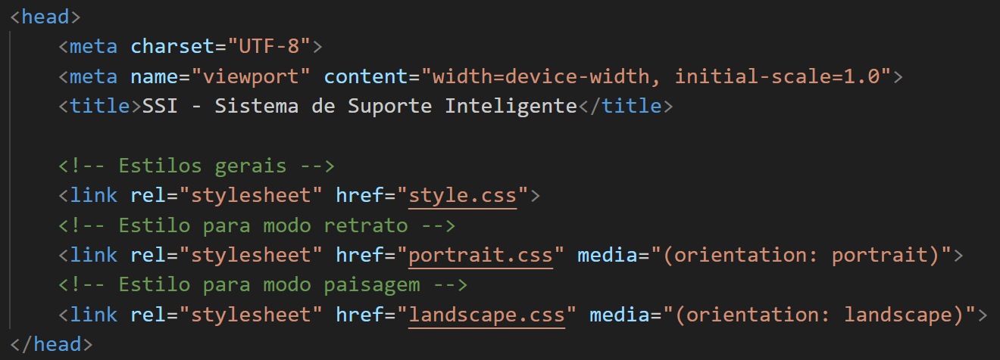 <head>
<meta charset="UTF-8">
<meta name="viewport" content="width=device-width, initial-scale=1.0">
<title>SSI - Sistema de Suporte Inteligente</title>
<!-- Estilos gerais -->
<link rel="stylesheet" href="style.css">
<!-- Estilo para modo retrato -->
<link rel="stylesheet" href="portrait.css" media="(orientation: portrait)">
<!-- Estilo para modo paisagem -->
<link rel="stylesheet" href="landscape.css" media="(orientation: landscape)">
</head>